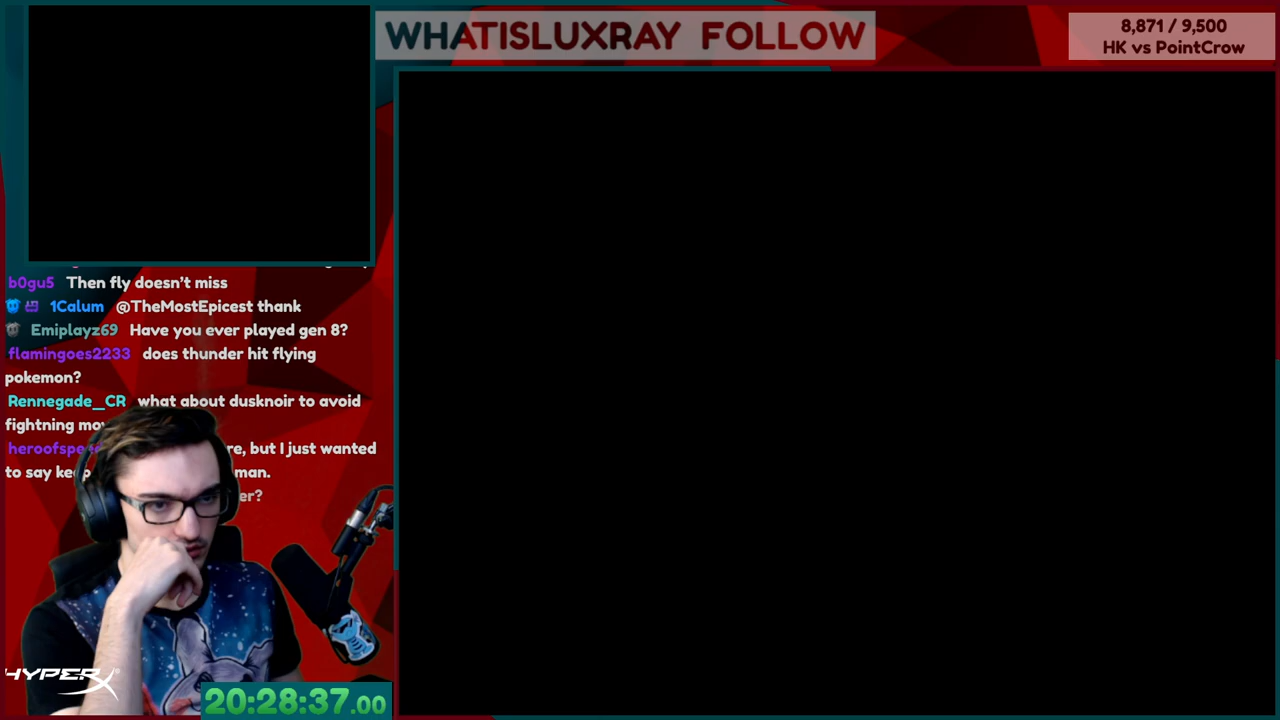 WHATISLUXRAY FOLLOW
8,871 / 9,500
HK vs PointCrow
b0gu5 Then fly doesn't miss
1Calum @TheMostEpicest thank
Emiplayz69 Have you ever played gen 8?
flamingoes2233 does thunder hit flying
pokemon?
Rennegade_CR what about dusknoir to avoid
fightning
heroofspe re, but I just wanted
to say keep man.
er?
HYPERX
20:28:37.00